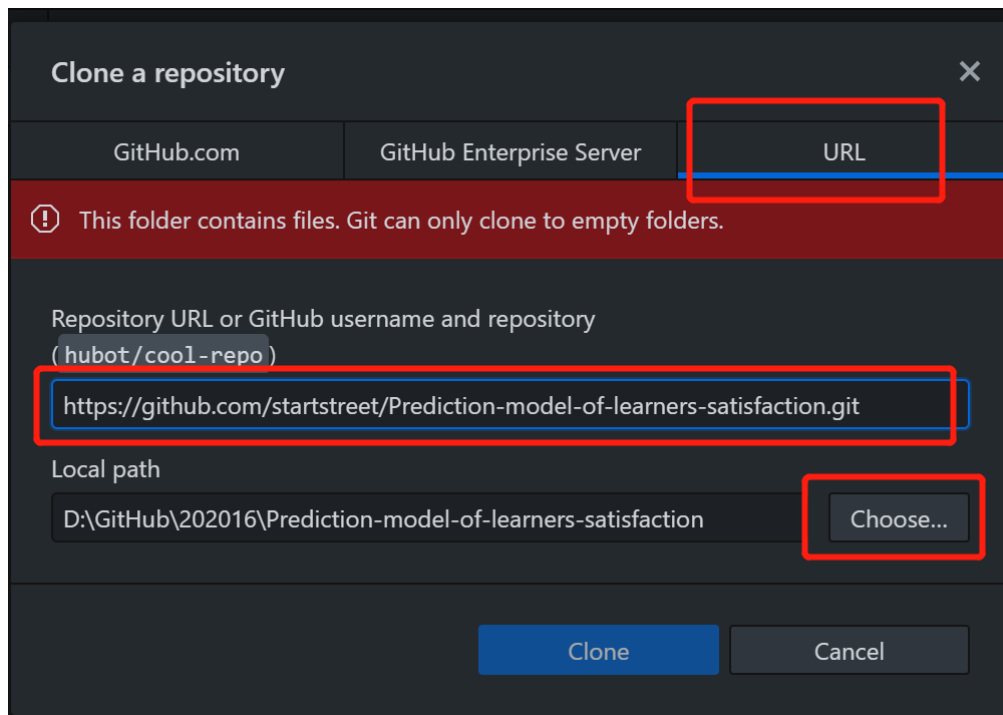 Clone a repository
GitHub.com GitHub Enterprise Server URL
This folder contains files. Git can only clone to empty folders.
Repository URL or GitHub username and repository
(hubot/cool-repo)
https://github.com/startstreet/Prediction-model-of-learners-satisfaction.git
Local path
D:\GitHub\202016\Prediction-model-of-learners-satisfaction Choose...
Clone Cancel